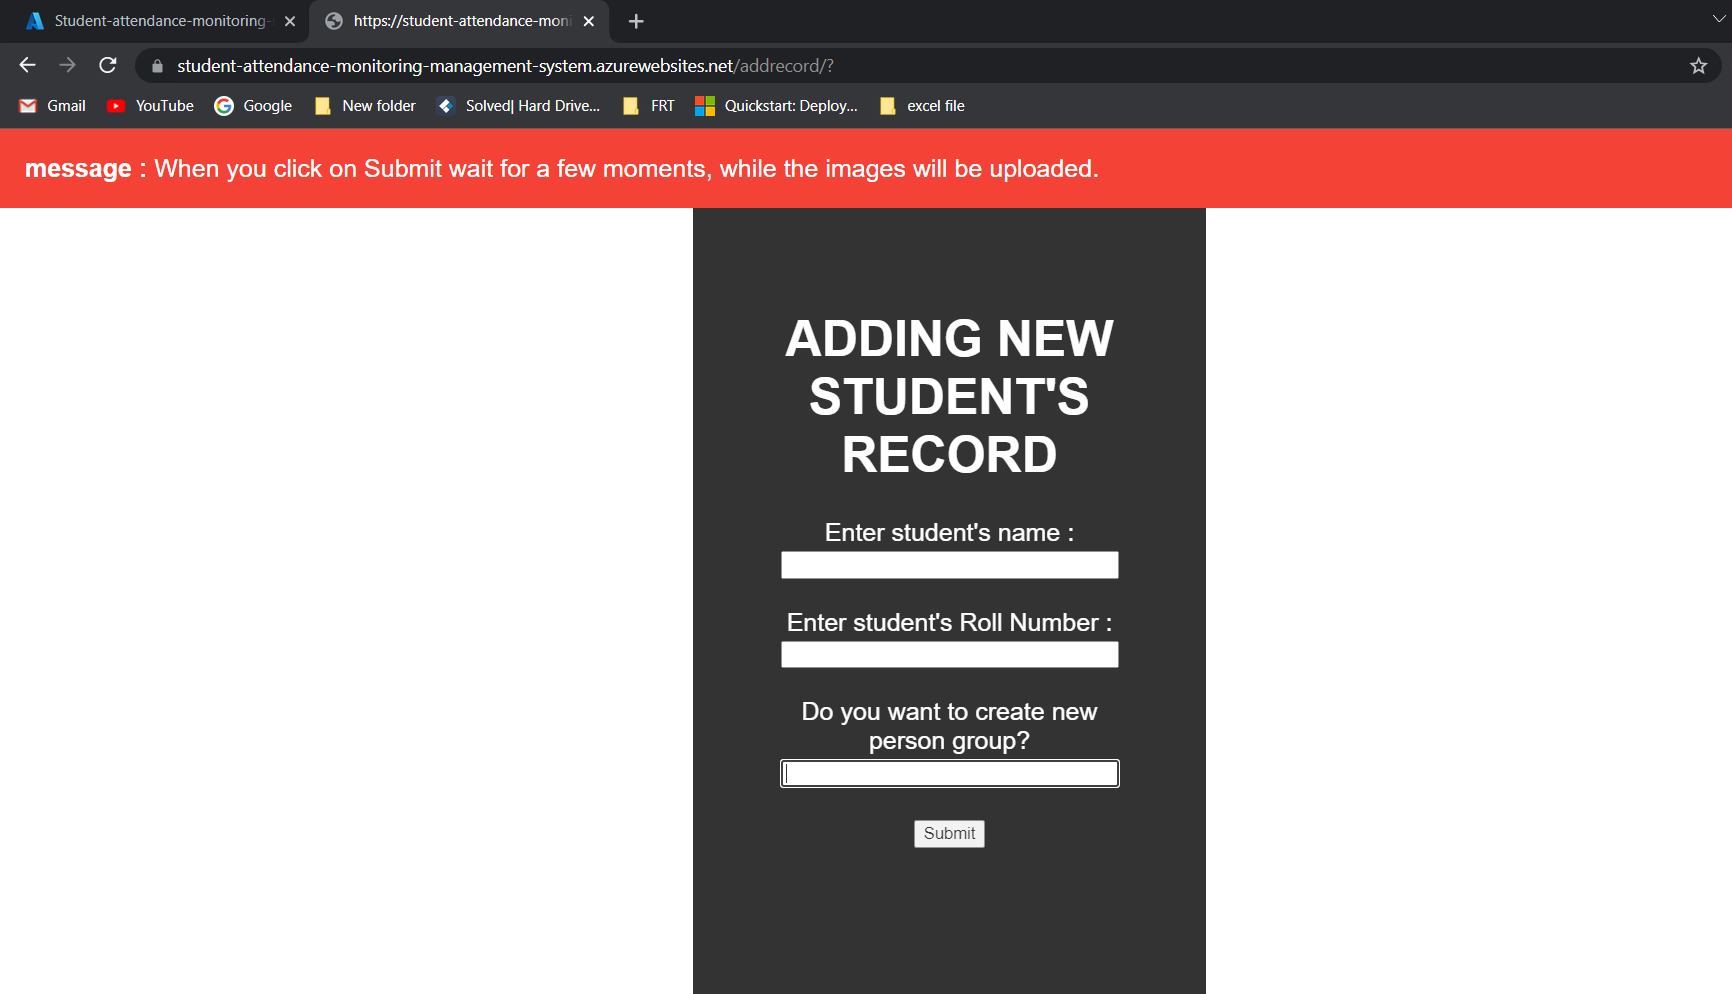 Student-attendance-monitoring-
https://student-attendance-moni
student-attendance-monitoring-management-system.azurewebsites.net/addrecord/?
Gmail YouTube Google New folder Solved| Hard Drive... FRT Quickstart: Deploy... excel file
message : When you click on Submit wait for a few moments, while the images will be uploaded.
ADDING NEW
STUDENT'S
RECORD
Enter student's name :
Enter student's Roll Number :
Do you want to create new
person group?
Submit